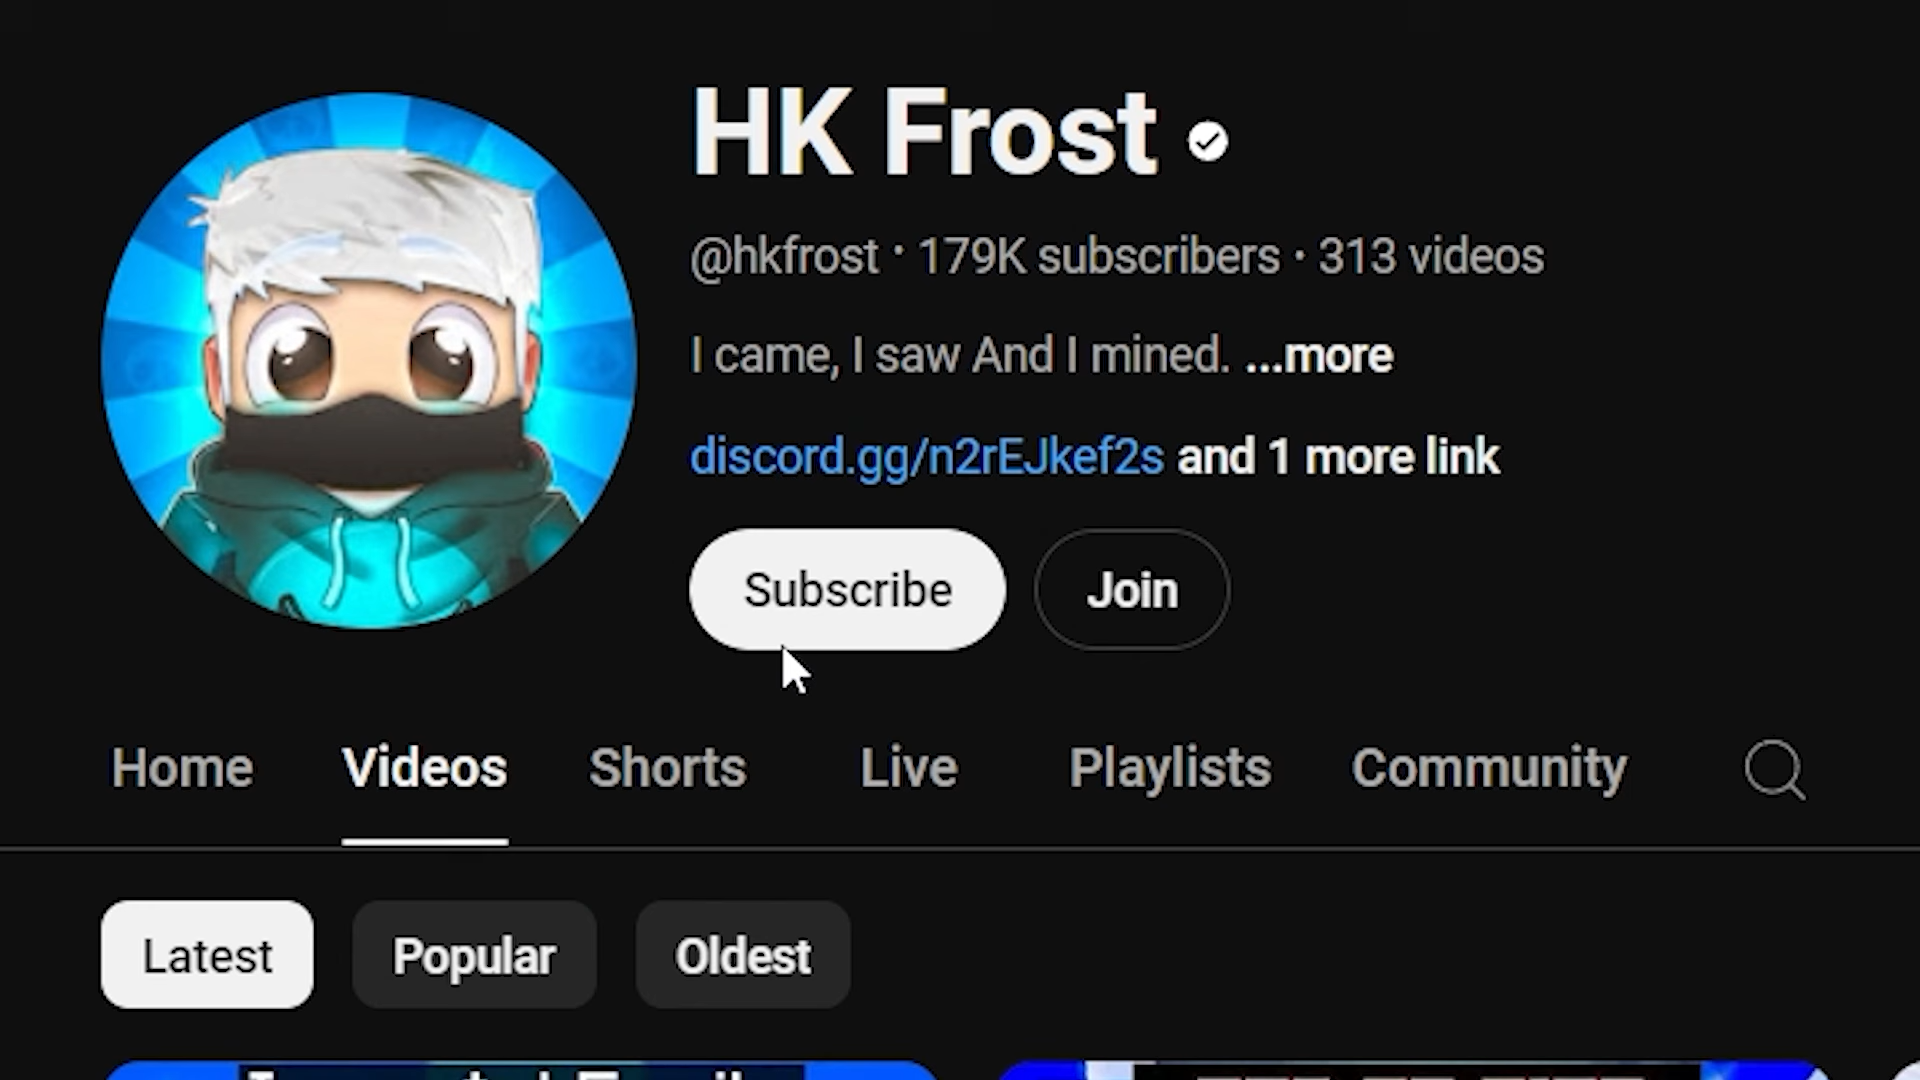 HK Frost
@hkfrost · 179K subscribers · 313 videos
I came, I saw And I mined. ...more
discord.gg/n2rEJkef2s and 1 more link
Subscribe Join
Home Videos Shorts Live Playlists Community
Latest Popular Oldest